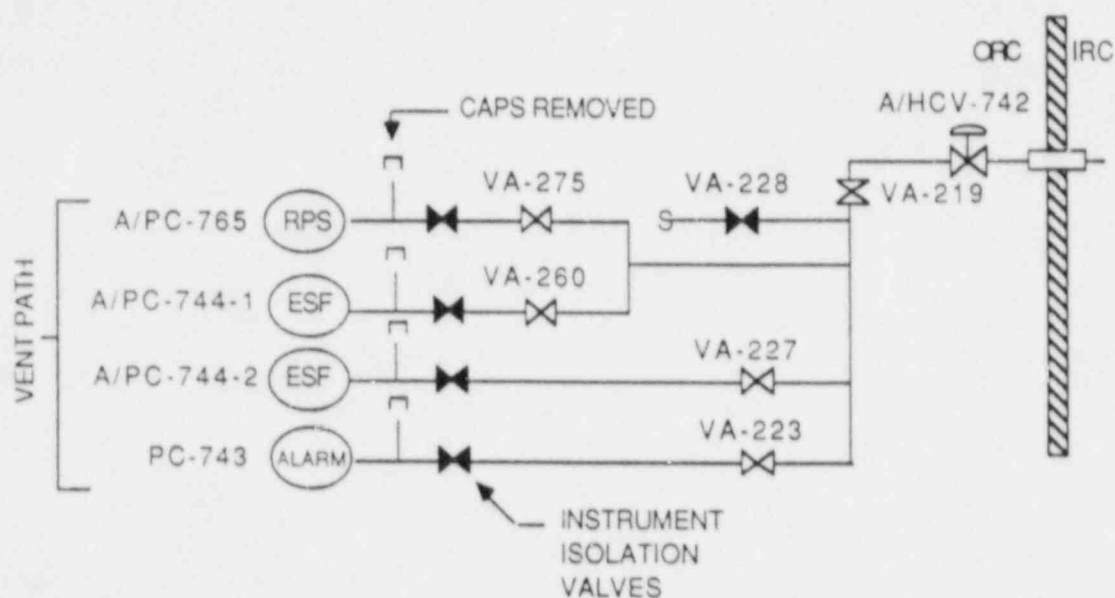 ORC IRC
A/HCV-742
CAPS REMOVED
VA-275
VA-228
VA-219
A/PC-765
RPS
S
VA-260
A/PC-744-1
ESF
VENT PATH
VA-227
A/PC-744-2
ESF
VA-223
PC-743
ALARM
INSTRUMENT
ISOLATION
VALVES